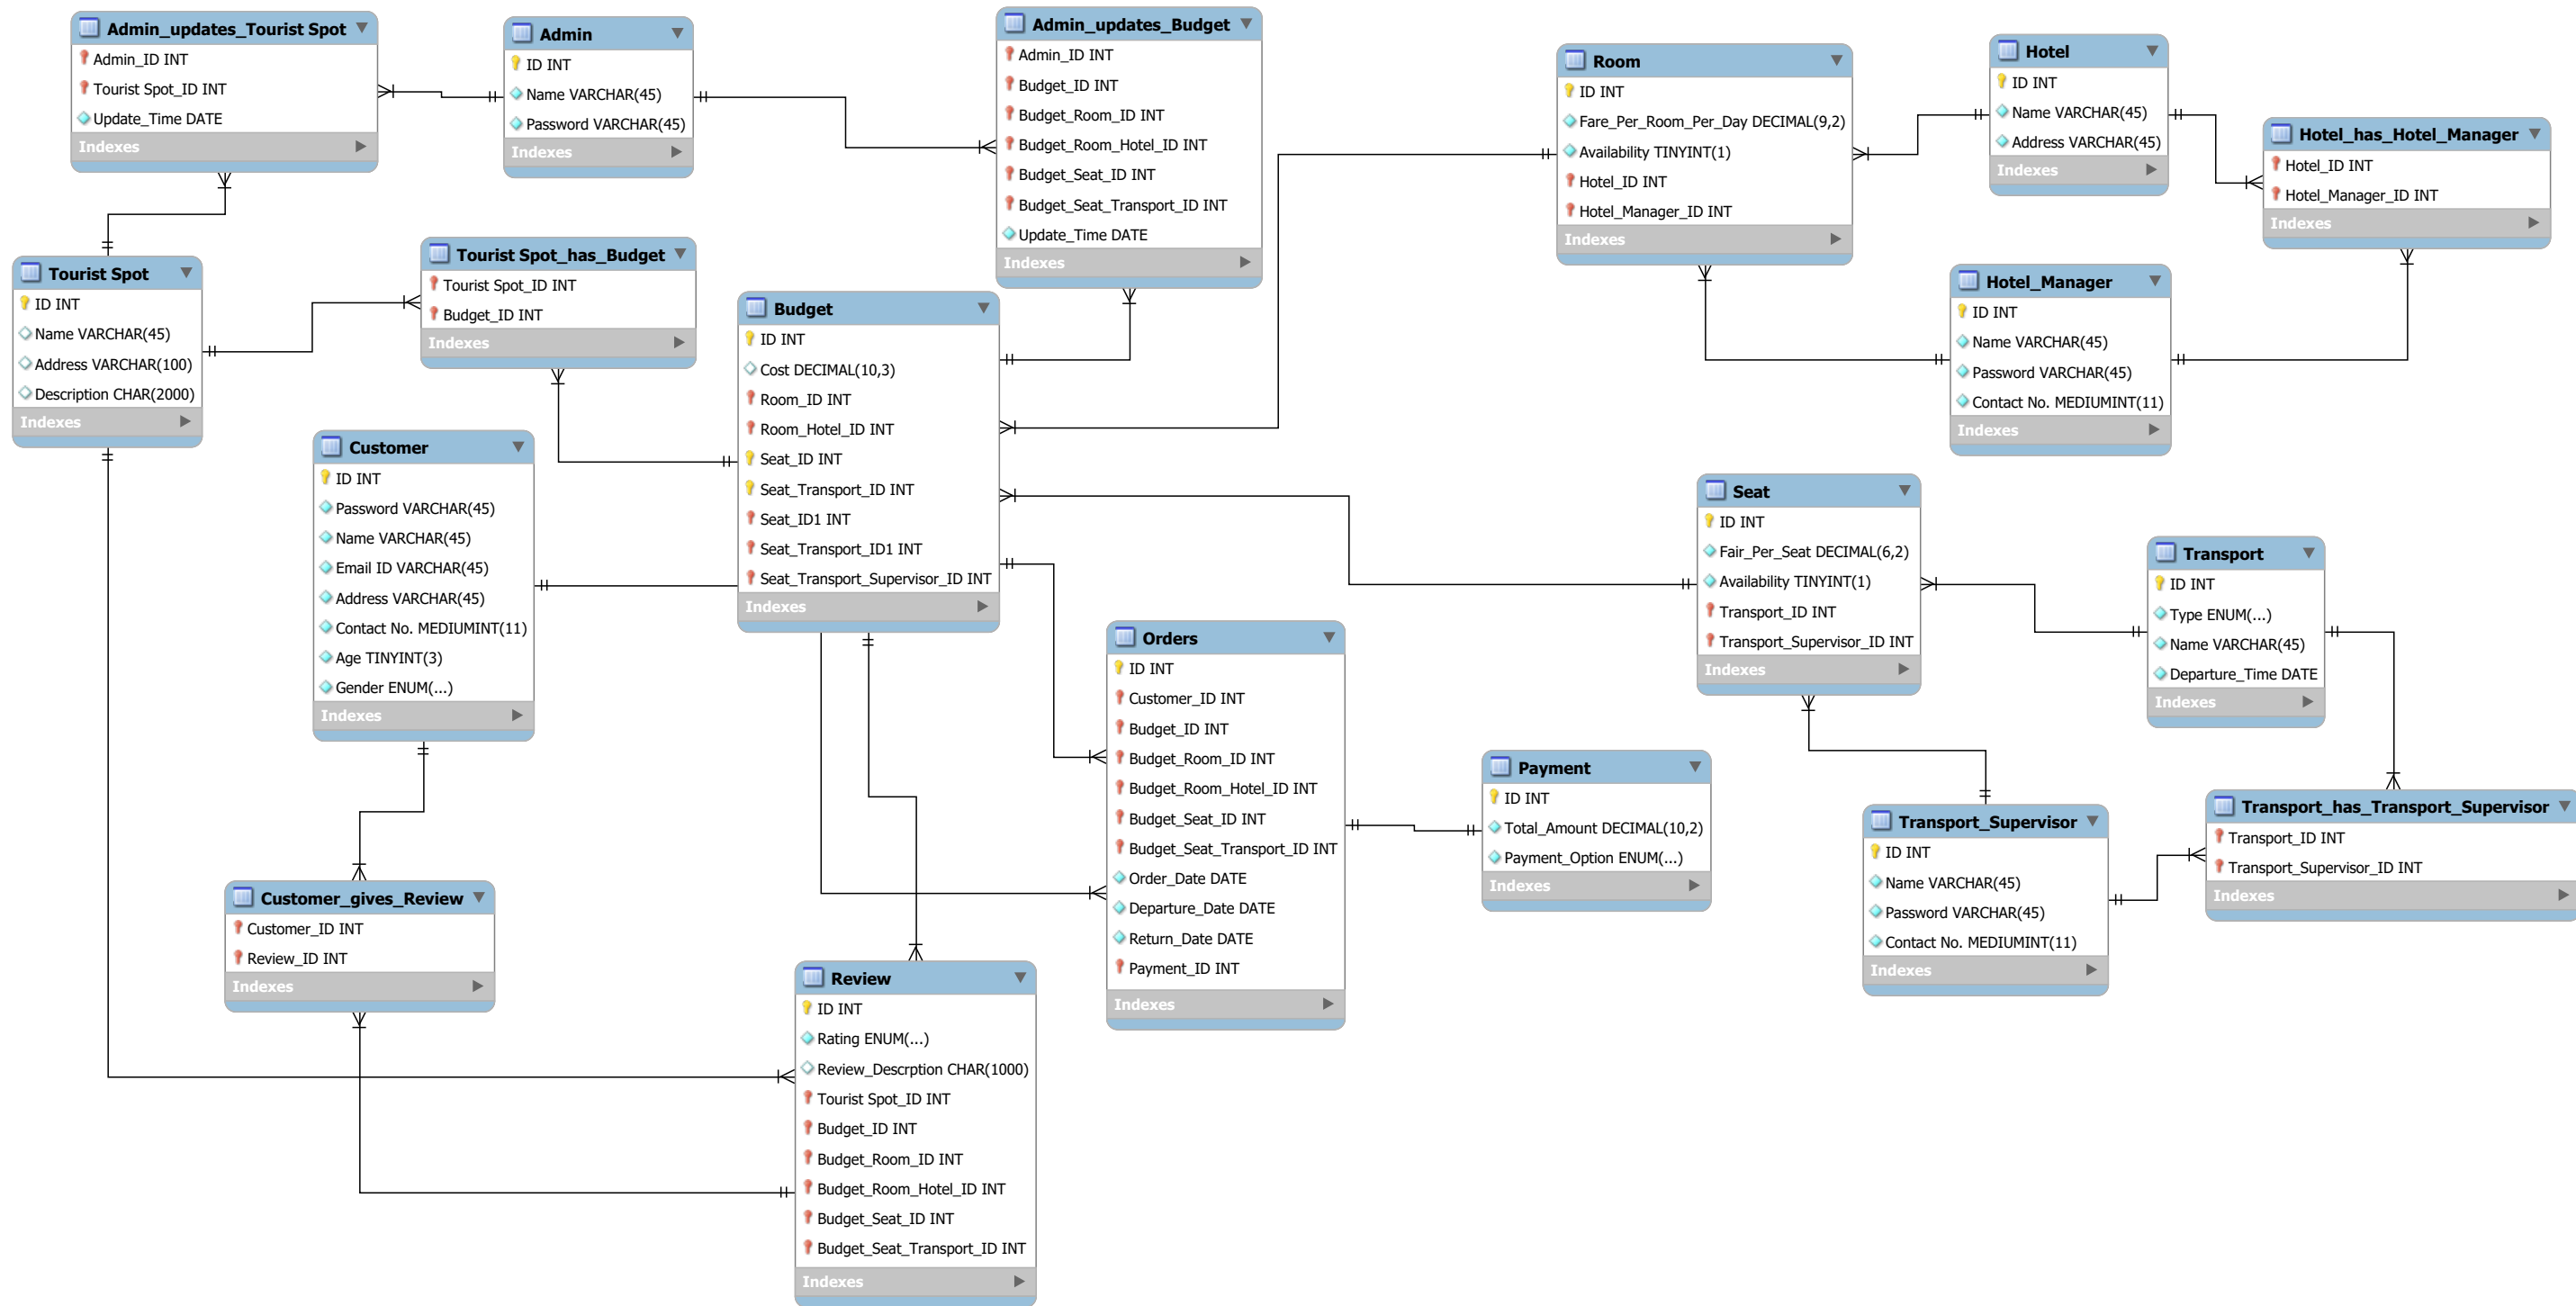 Admin_updates_Tourist Spot
Admin_ID INT
Tourist Spot_ID INT
Update_Time DATE
Indexes
Admin
ID INT
Name VARCHAR(45)
Password VARCHAR(45)
Indexes
Admin_updates_Budget
Admin_ID INT
Budget_ID INT
Budget_Room_ID INT
Budget_Room_Hotel_ID INT
Budget_Seat_ID INT
Budget_Seat_Transport_ID INT
Update_Time DATE
Indexes
Room
ID INT
Fare_Per_Room_Per_Day DECIMAL(9,2)
Availability TINYINT(1)
Hotel_ID INT
Hotel_Manager_ID INT
Indexes
Hotel
ID INT
Name VARCHAR(45)
Address VARCHAR(45)
Indexes
Hotel_has_Hotel_Manager
Hotel_ID INT
Hotel_Manager_ID INT
Indexes
Tourist Spot
ID INT
Name VARCHAR(45)
Address VARCHAR(100)
Description CHAR(2000)
Indexes
Tourist Spot_has_Budget
Tourist Spot_ID INT
Budget_ID INT
Indexes
Budget
ID INT
Cost DECIMAL(10,3)
Room_ID INT
Room_Hotel_ID INT
Seat_ID INT
Seat_Transport_ID INT
Seat_ID1 INT
Seat_Transport_ID1 INT
Seat_Transport_Supervisor_ID INT
Indexes
Hotel_Manager
ID INT
Name VARCHAR(45)
Password VARCHAR(45)
Contact No. MEDIUMINT(11)
Indexes
Customer
ID INT
Password VARCHAR(45)
Name VARCHAR(45)
Email ID VARCHAR(45)
Address VARCHAR(45)
Contact No. MEDIUMINT(11)
Age TINYINT(3)
Gender ENUM(...)
Indexes
Seat
ID INT
Fair_Per_Seat DECIMAL(6,2)
Availability TINYINT(1)
Transport_ID INT
Transport_Supervisor_ID INT
Indexes
Transport
ID INT
Type ENUM(...)
Name VARCHAR(45)
Departure_Time DATE
Indexes
Orders
ID INT
Customer_ID INT
Budget_ID INT
Budget_Room_ID INT
Budget_Room_Hotel_ID INT
Budget_Seat_ID INT
Budget_Seat_Transport_ID INT
Order_Date DATE
Departure_Date DATE
Return_Date DATE
Payment_ID INT
Indexes
Payment
ID INT
Total_Amount DECIMAL(10,2)
Payment_Option ENUM(...)
Indexes
Transport_Supervisor
ID INT
Name VARCHAR(45)
Password VARCHAR(45)
Contact No. MEDIUMINT(11)
Indexes
Transport_has_Transport_Supervisor
Transport_ID INT
Transport_Supervisor_ID INT
Indexes
Customer_gives_Review
Customer_ID INT
Review_ID INT
Indexes
Review
ID INT
Rating ENUM(...)
Review_Descrption CHAR(1000)
Tourist Spot_ID INT
Budget_ID INT
Budget_Room_ID INT
Budget_Room_Hotel_ID INT
Budget_Seat_ID INT
Budget_Seat_Transport_ID INT
Indexes